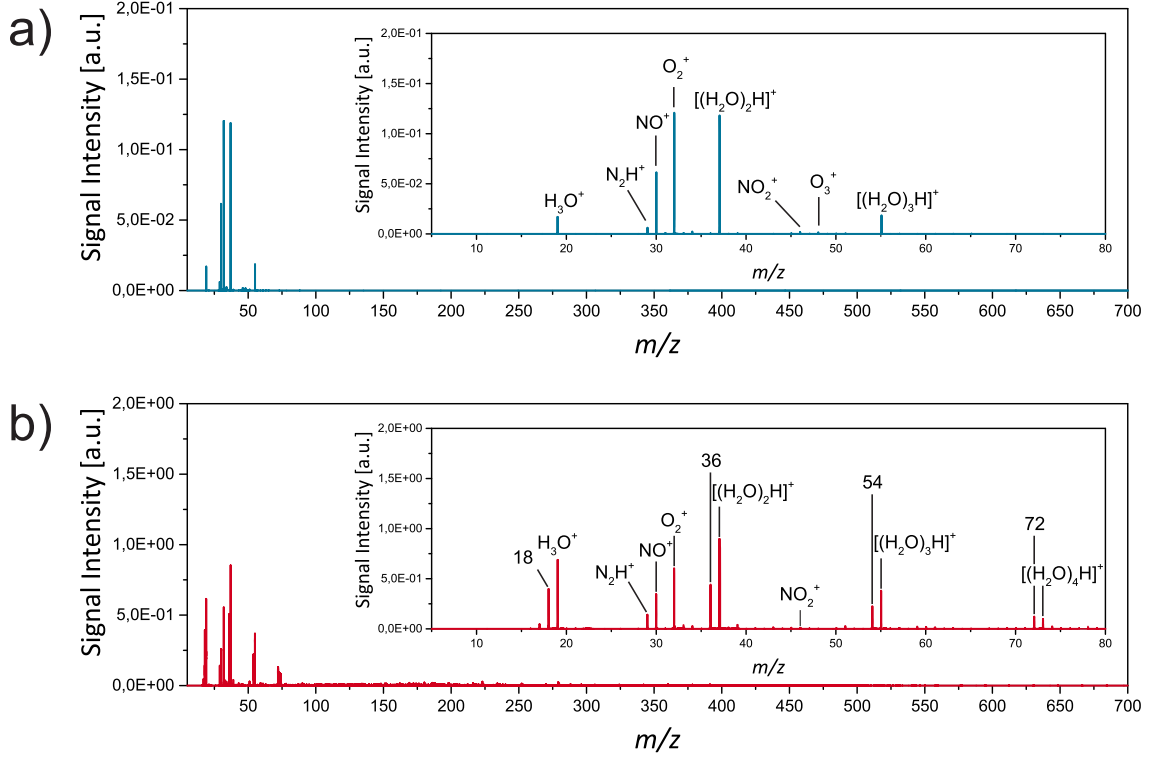 a)
Signal Intensity [a.u.]
2,0E-01
1,5E-01
1,0E-01
5,0E-02
0,0E+00
50 100 150 200 250 300 350 400 450 500 550 600 650 700
m/z
Signal Intensity [a.u.]
2,0E-01
1,5E-01
1,0E-01
5,0E-02
0,0E+00
H₃O⁺
N₂H⁺
NO⁺
O₂⁺
[(H₂O)₂H]⁺
NO₂⁺
O₃⁺
[(H₂O)₃H]⁺
10 20 30 40 50 60 70 80
m/z
b)
Signal Intensity [a.u.]
2,0E+00
1,5E+00
1,0E+00
5,0E-01
0,0E+00
50 100 150 200 250 300 350 400 450 500 550 600 650 700
m/z
Signal Intensity [a.u.]
2,0E+00
1,5E+00
1,0E+00
5,0E-01
0,0E+00
18
H₃O⁺
N₂H⁺
NO⁺
O₂⁺
36
[(H₂O)₂H]⁺
NO₂⁺
54
[(H₂O)₃H]⁺
72
[(H₂O)₄H]⁺
10 20 30 40 50 60 70 80
m/z